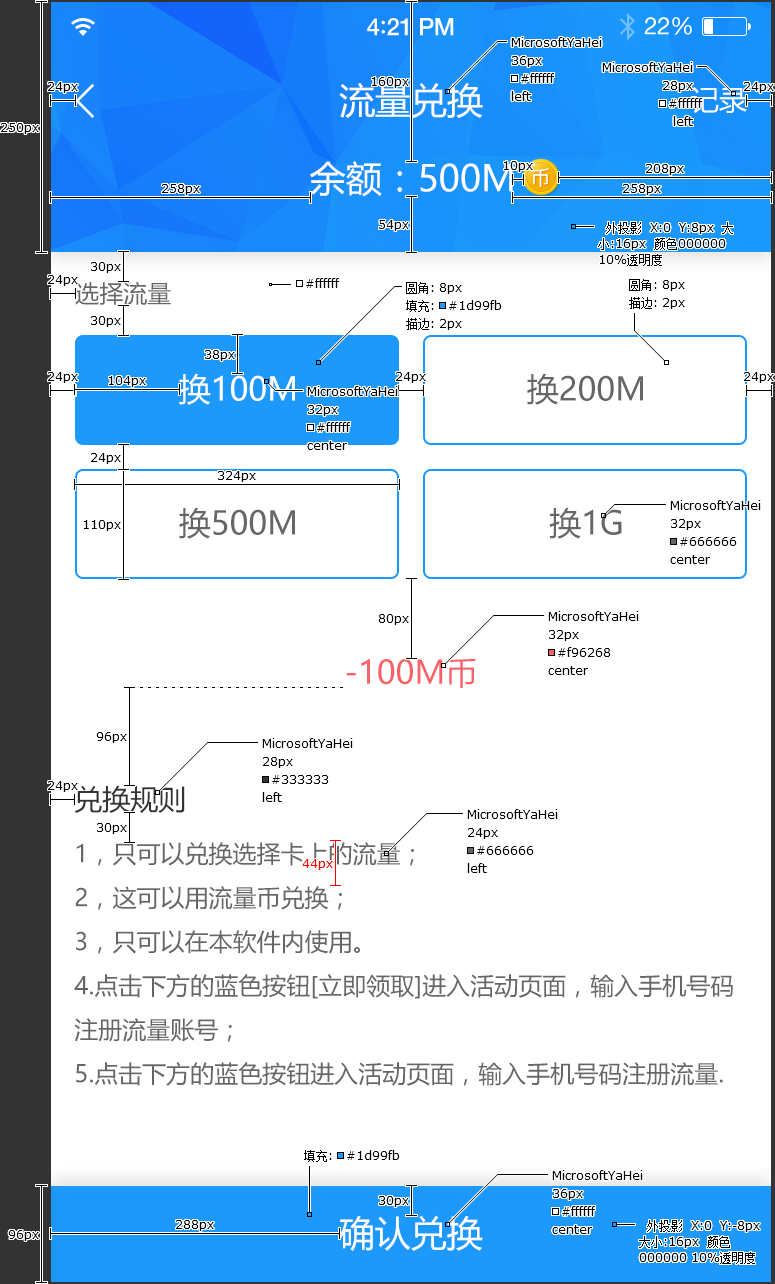 4:21 PM
22%
MicrosoftYaHei
36px
#ffffff
left
MicrosoftYaHei
28px
#ffffff
left
24px
160px
24px
流量兑换
记录
250px
10px
208px
余额：500M
币
258px
258px
54px
外投影 X:0 Y:8px 大
小:16px 颜色000000
10%透明度
30px
24px
选择流量
#ffffff
圆角: 8px
填充: #1d99fb
描边: 2px
圆角: 8px
描边: 2px
30px
38px
24px
104px
24px
24px
换100M
MicrosoftYaHei
32px
#ffffff
center
换200M
24px
324px
110px
换500M
换1G
MicrosoftYaHei
32px
#666666
center
80px
MicrosoftYaHei
32px
#f96268
center
-100M币
96px
MicrosoftYaHei
28px
#333333
left
24px
兑换规则
30px
MicrosoftYaHei
24px
#666666
left
1，只可以兑换选择卡上的流量；
44px
2，这可以用流量币兑换；
3，只可以在本软件内使用。
4.点击下方的蓝色按钮[立即领取]进入活动页面，输入手机号码
注册流量账号；
5.点击下方的蓝色按钮进入活动页面，输入手机号码注册流量.
填充: #1d99fb
MicrosoftYaHei
36px
#ffffff
center
30px
96px
288px
确认兑换
外投影 X:0 Y:-8px
大小:16px 颜色
000000 10%透明度